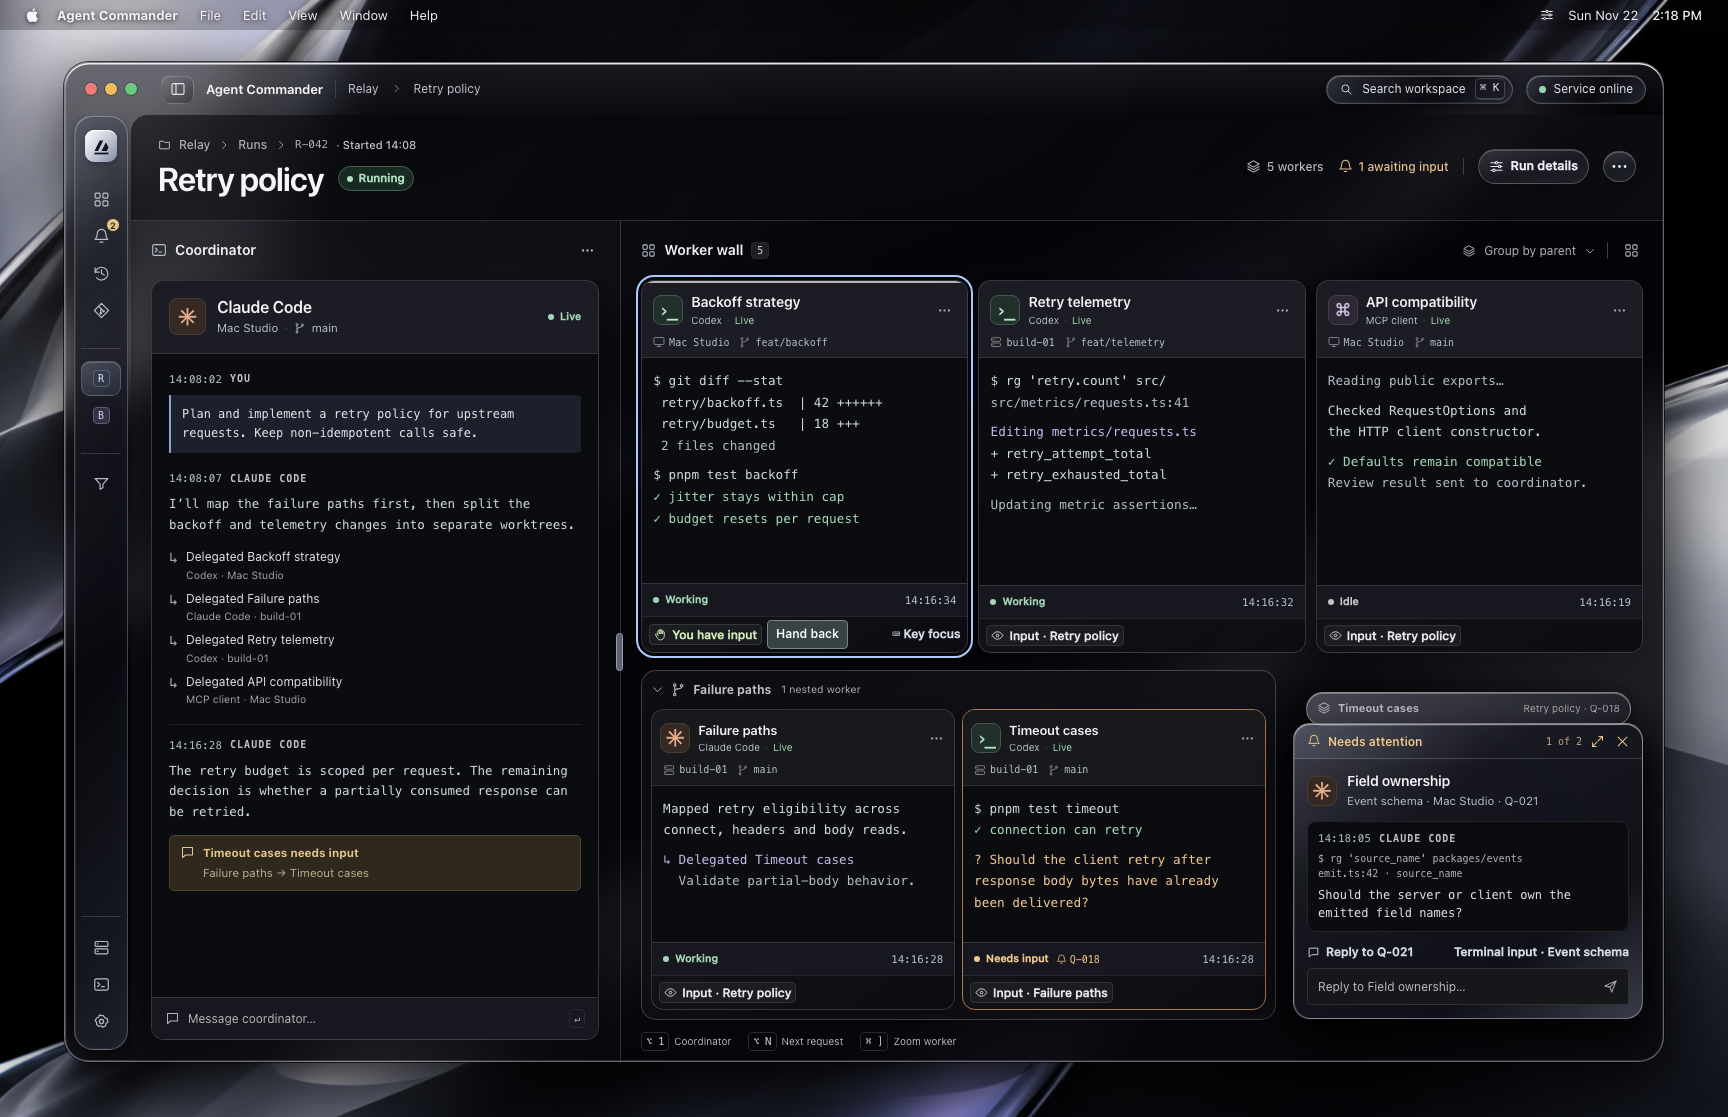 Agent Commander File Edit View Window Help
Sun Nov 22 2:18 PM
Agent Commander Relay Retry policy
Search workspace ⌘ K
Service online
Relay Runs R-042 · Started 14:08
Retry policy Running
5 workers 1 awaiting input Run details
2
R
B
Coordinator
Claude Code
Mac Studio · main
Live
14:08:02 YOU
Plan and implement a retry policy for upstream
requests. Keep non-idempotent calls safe.
14:08:07 CLAUDE CODE
I’ll map the failure paths first, then split the
backoff and telemetry changes into separate worktrees.
↳ Delegated Backoff strategy
Codex · Mac Studio
↳ Delegated Failure paths
Claude Code · build-01
↳ Delegated Retry telemetry
Codex · build-01
↳ Delegated API compatibility
MCP client · Mac Studio
14:16:28 CLAUDE CODE
The retry budget is scoped per request. The remaining
decision is whether a partially consumed response can
be retried.
Timeout cases needs input
Failure paths → Timeout cases
Message coordinator…
Worker wall 5
Group by parent
Backoff strategy
Codex · Live
Mac Studio feat/backoff
$ git diff --stat
retry/backoff.ts | 42 ++++++
retry/budget.ts | 18 +++
2 files changed
$ pnpm test backoff
✓ jitter stays within cap
✓ budget resets per request
Working 14:16:34
You have input Hand back Key focus
Retry telemetry
Codex · Live
build-01 feat/telemetry
$ rg 'retry.count' src/
src/metrics/requests.ts:41
Editing metrics/requests.ts
+ retry_attempt_total
+ retry_exhausted_total
Updating metric assertions…
Working 14:16:32
Input · Retry policy
API compatibility
MCP client · Live
Mac Studio main
Reading public exports…
Checked RequestOptions and
the HTTP client constructor.
✓ Defaults remain compatible
Review result sent to coordinator.
Idle 14:16:19
Input · Retry policy
Failure paths 1 nested worker
Failure paths
Claude Code · Live
build-01 main
Mapped retry eligibility across
connect, headers and body reads.
↳ Delegated Timeout cases
Validate partial-body behavior.
Working 14:16:28
Input · Retry policy
Timeout cases
Codex · Live
build-01 main
$ pnpm test timeout
✓ connection can retry
? Should the client retry after
response body bytes have already
been delivered?
Needs input Q-018 14:16:28
Input · Failure paths
Timeout cases Retry policy · Q-018
Needs attention 1 of 2
Field ownership
Event schema · Mac Studio · Q-021
14:18:05 CLAUDE CODE
$ rg 'source_name' packages/events
emit.ts:42 · source_name
Should the server or client own the
emitted field names?
Reply to Q-021 Terminal input · Event schema
Reply to Field ownership…
⌥ 1 Coordinator ⌥ N Next request ⌘ ] Zoom worker